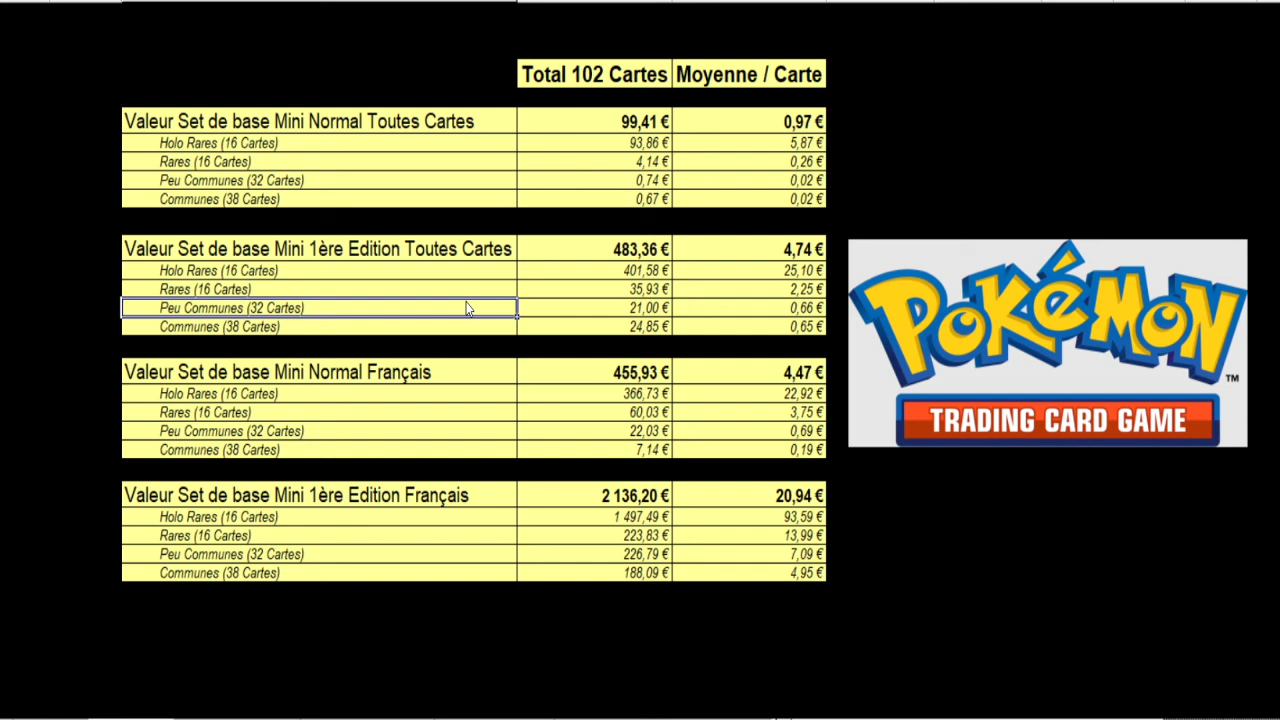 Total 102 Cartes Moyenne / Carte
Valeur Set de base Mini Normal Toutes Cartes 99,41 € 0,97 €
Holo Rares (16 Cartes) 93,86 € 5,87 €
Rares (16 Cartes) 4,14 € 0,26 €
Peu Communes (32 Cartes) 0,74 € 0,02 €
Communes (38 Cartes) 0,67 € 0,02 €
Valeur Set de base Mini 1ère Edition Toutes Cartes 483,36 € 4,74 €
Holo Rares (16 Cartes) 401,58 € 25,10 €
Rares (16 Cartes) 35,93 € 2,25 €
Peu Communes (32 Cartes) 21,00 € 0,66 €
Communes (38 Cartes) 24,85 € 0,65 €
Valeur Set de base Mini Normal Français 455,93 € 4,47 €
Holo Rares (16 Cartes) 366,73 € 22,92 €
Rares (16 Cartes) 60,03 € 3,75 €
Peu Communes (32 Cartes) 22,03 € 0,69 €
Communes (38 Cartes) 7,14 € 0,19 €
Valeur Set de base Mini 1ère Edition Français 2 136,20 € 20,94 €
Holo Rares (16 Cartes) 1 497,49 € 93,59 €
Rares (16 Cartes) 223,83 € 13,99 €
Peu Communes (32 Cartes) 226,79 € 7,09 €
Communes (38 Cartes) 188,09 € 4,95 €
POKéMON TM
TRADING CARD GAME